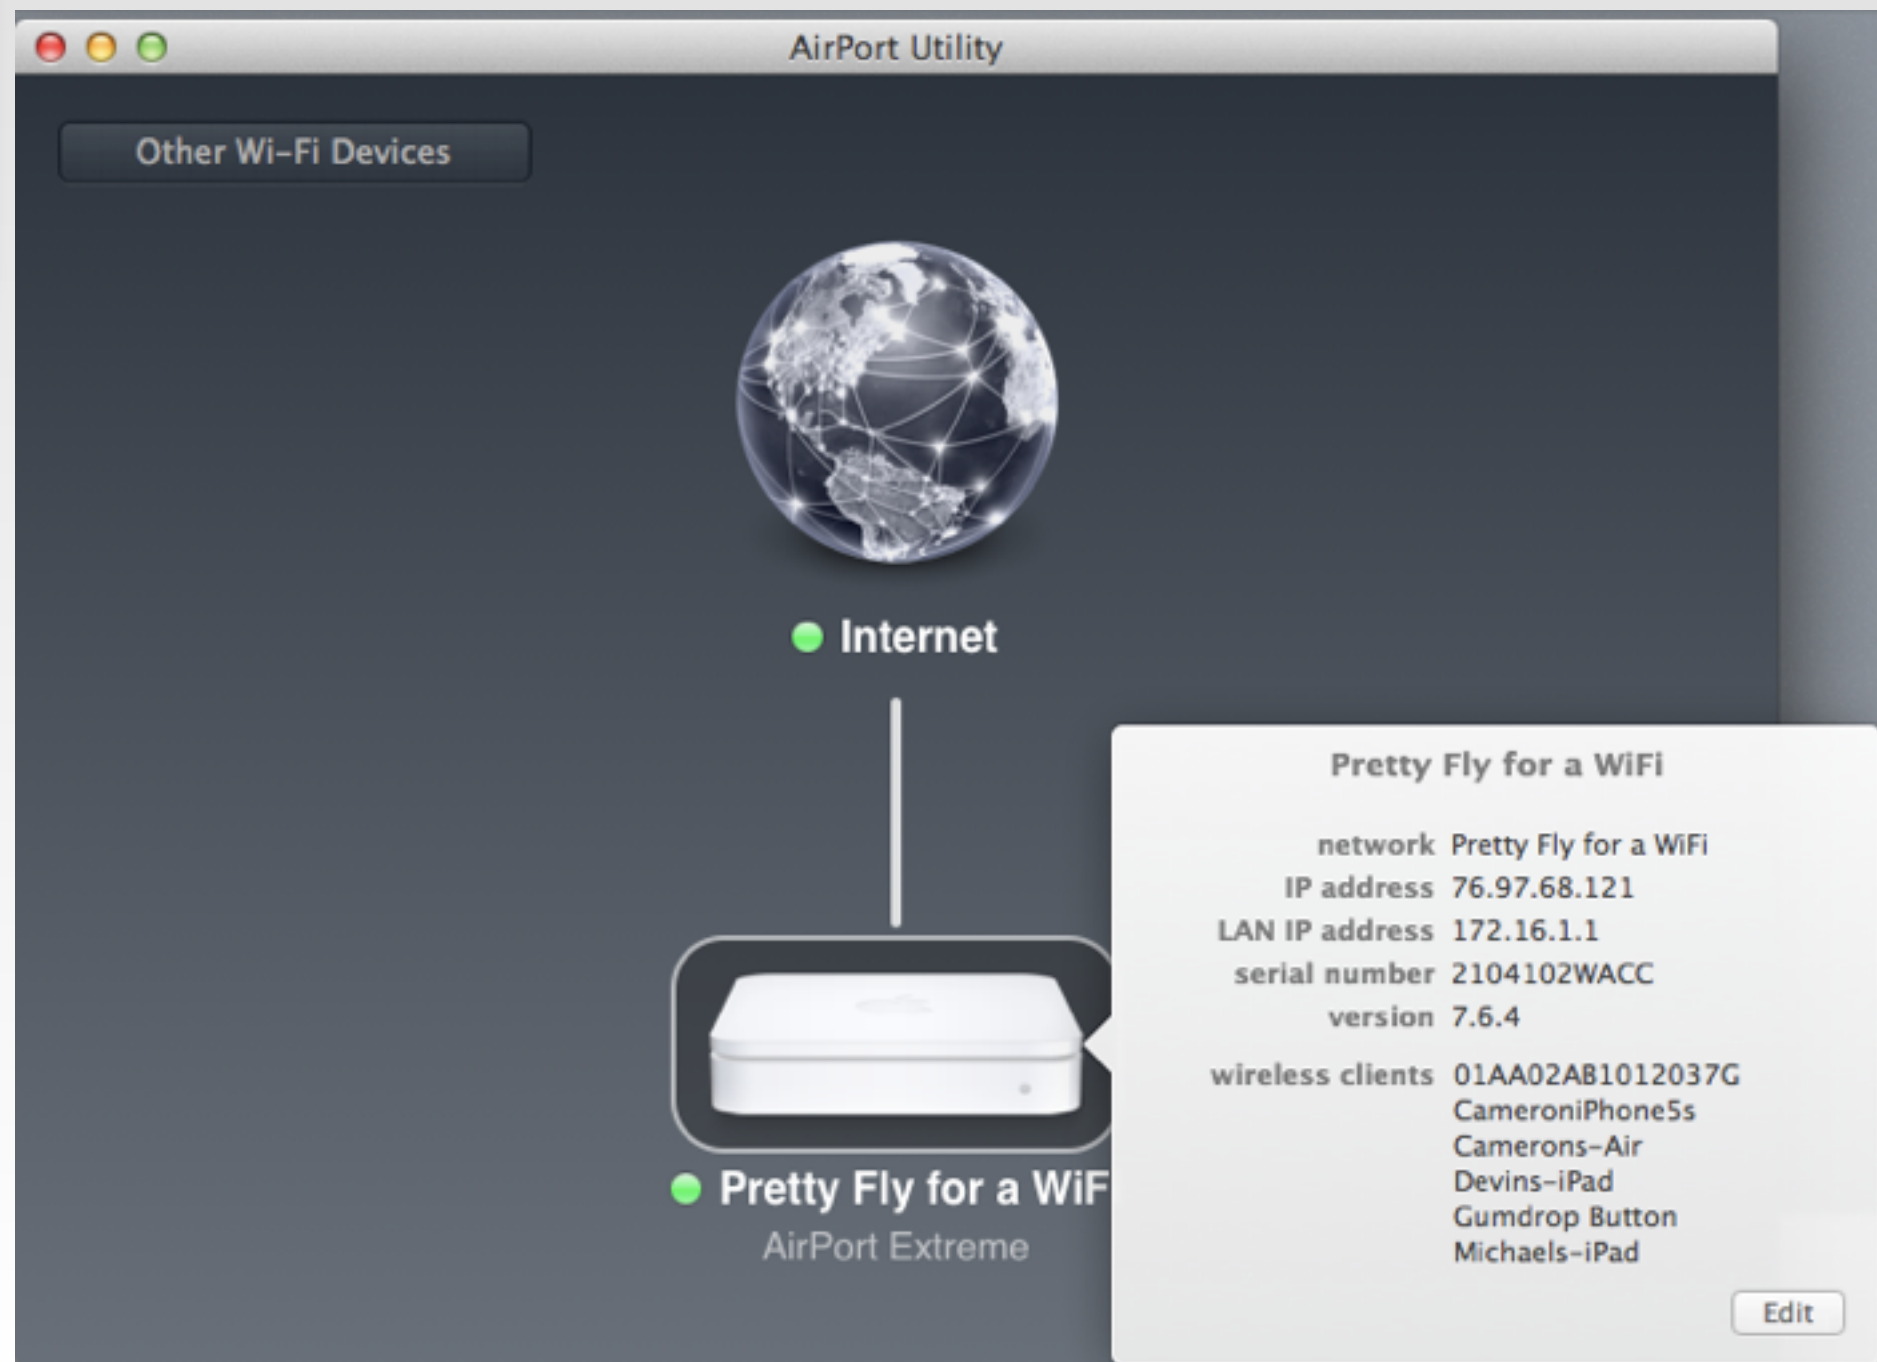 AirPort Utility
Other Wi-Fi Devices
Internet
Pretty Fly for a WiF
AirPort Extreme
Pretty Fly for a WiFi
network Pretty Fly for a WiFi
IP address 76.97.68.121
LAN IP address 172.16.1.1
serial number 2104102WACC
version 7.6.4
wireless clients 01AA02AB1012037G
CameroniPhone5s
Camerons-Air
Devins-iPad
Gumdrop Button
Michaels-iPad
Edit